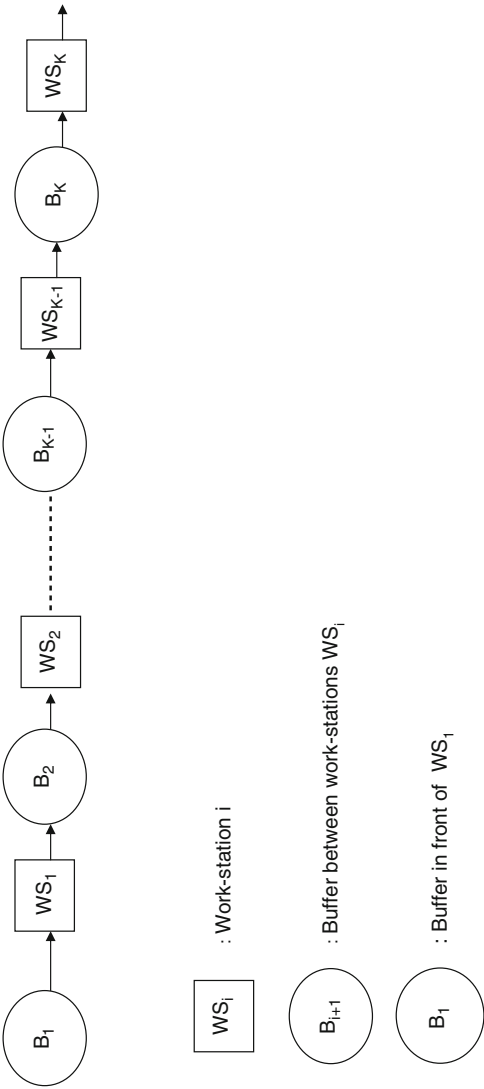 B1
WS1
B2
WS2
BK-1
WSK-1
BK
WSK
WSi : Work-station i
Bi+1 : Buffer between work-stations WSi
B1 : Buffer in front of WS1